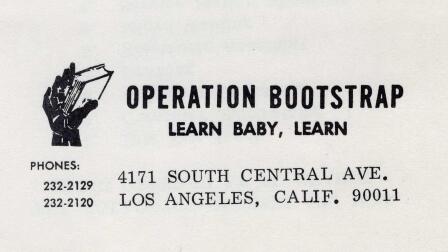 OPERATION BOOTSTRAP
LEARN BABY, LEARN
PHONES:
232-2129
232-2120
4171 SOUTH CENTRAL AVE.
LOS ANGELES, CALIF. 90011